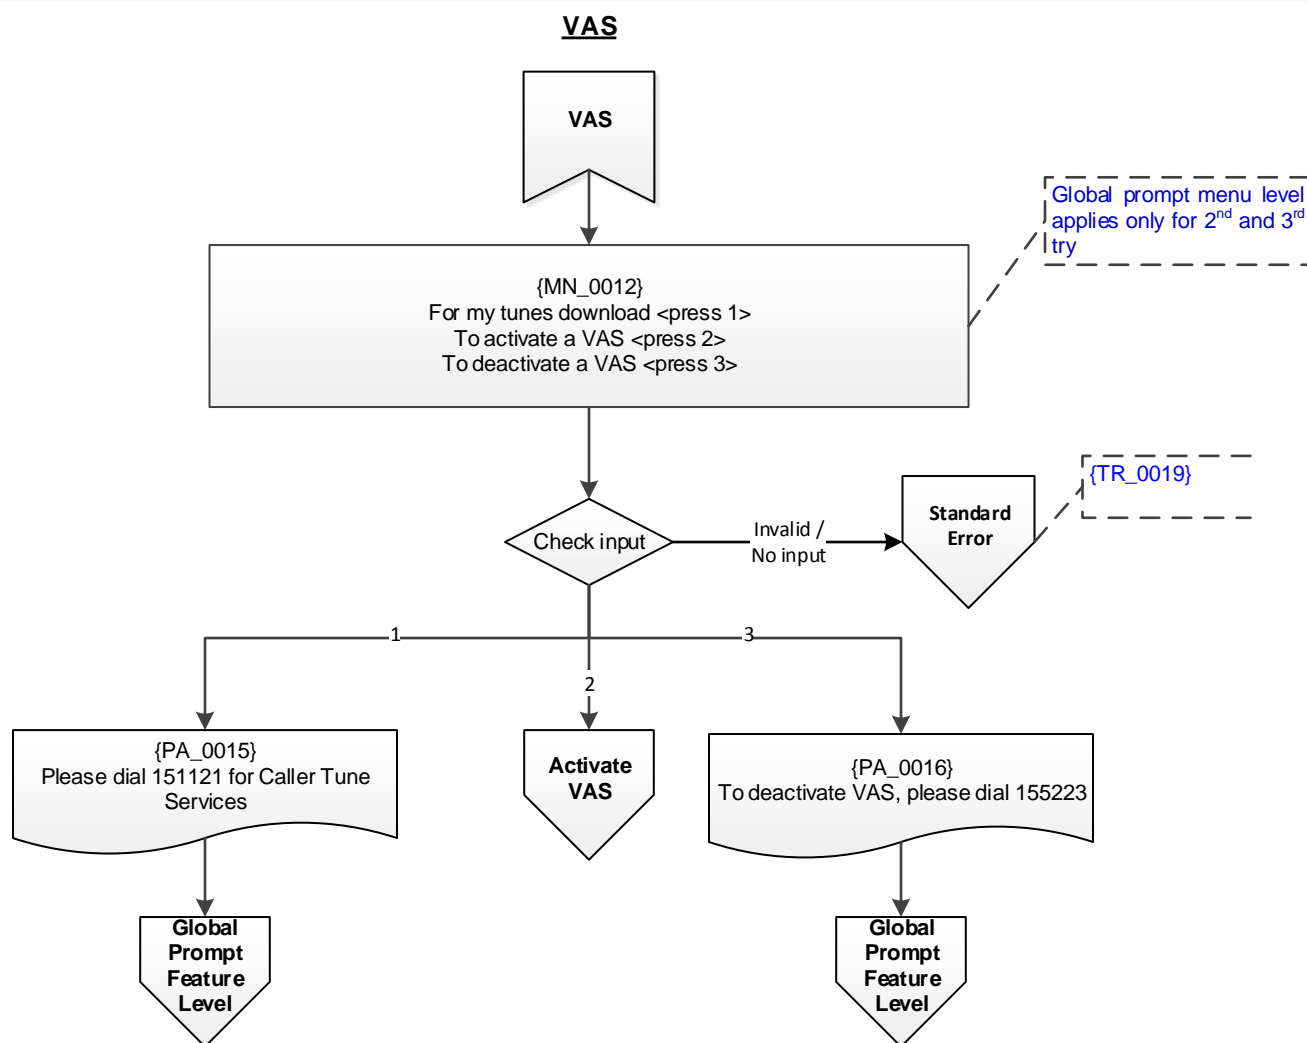 VAS
VAS
Global prompt menu level
applies only for 2nd and 3rd
try
{MN_0012}
For my tunes download <press 1>
To activate a VAS <press 2>
To deactivate a VAS <press 3>
{TR_0019}
Standard
Error
Check input
Invalid /
No input
1
3
2
{PA_0015}
Please dial 151121 for Caller Tune
Services
Activate
VAS
{PA_0016}
To deactivate VAS, please dial 155223
Global
Prompt
Feature
Level
Global
Prompt
Feature
Level